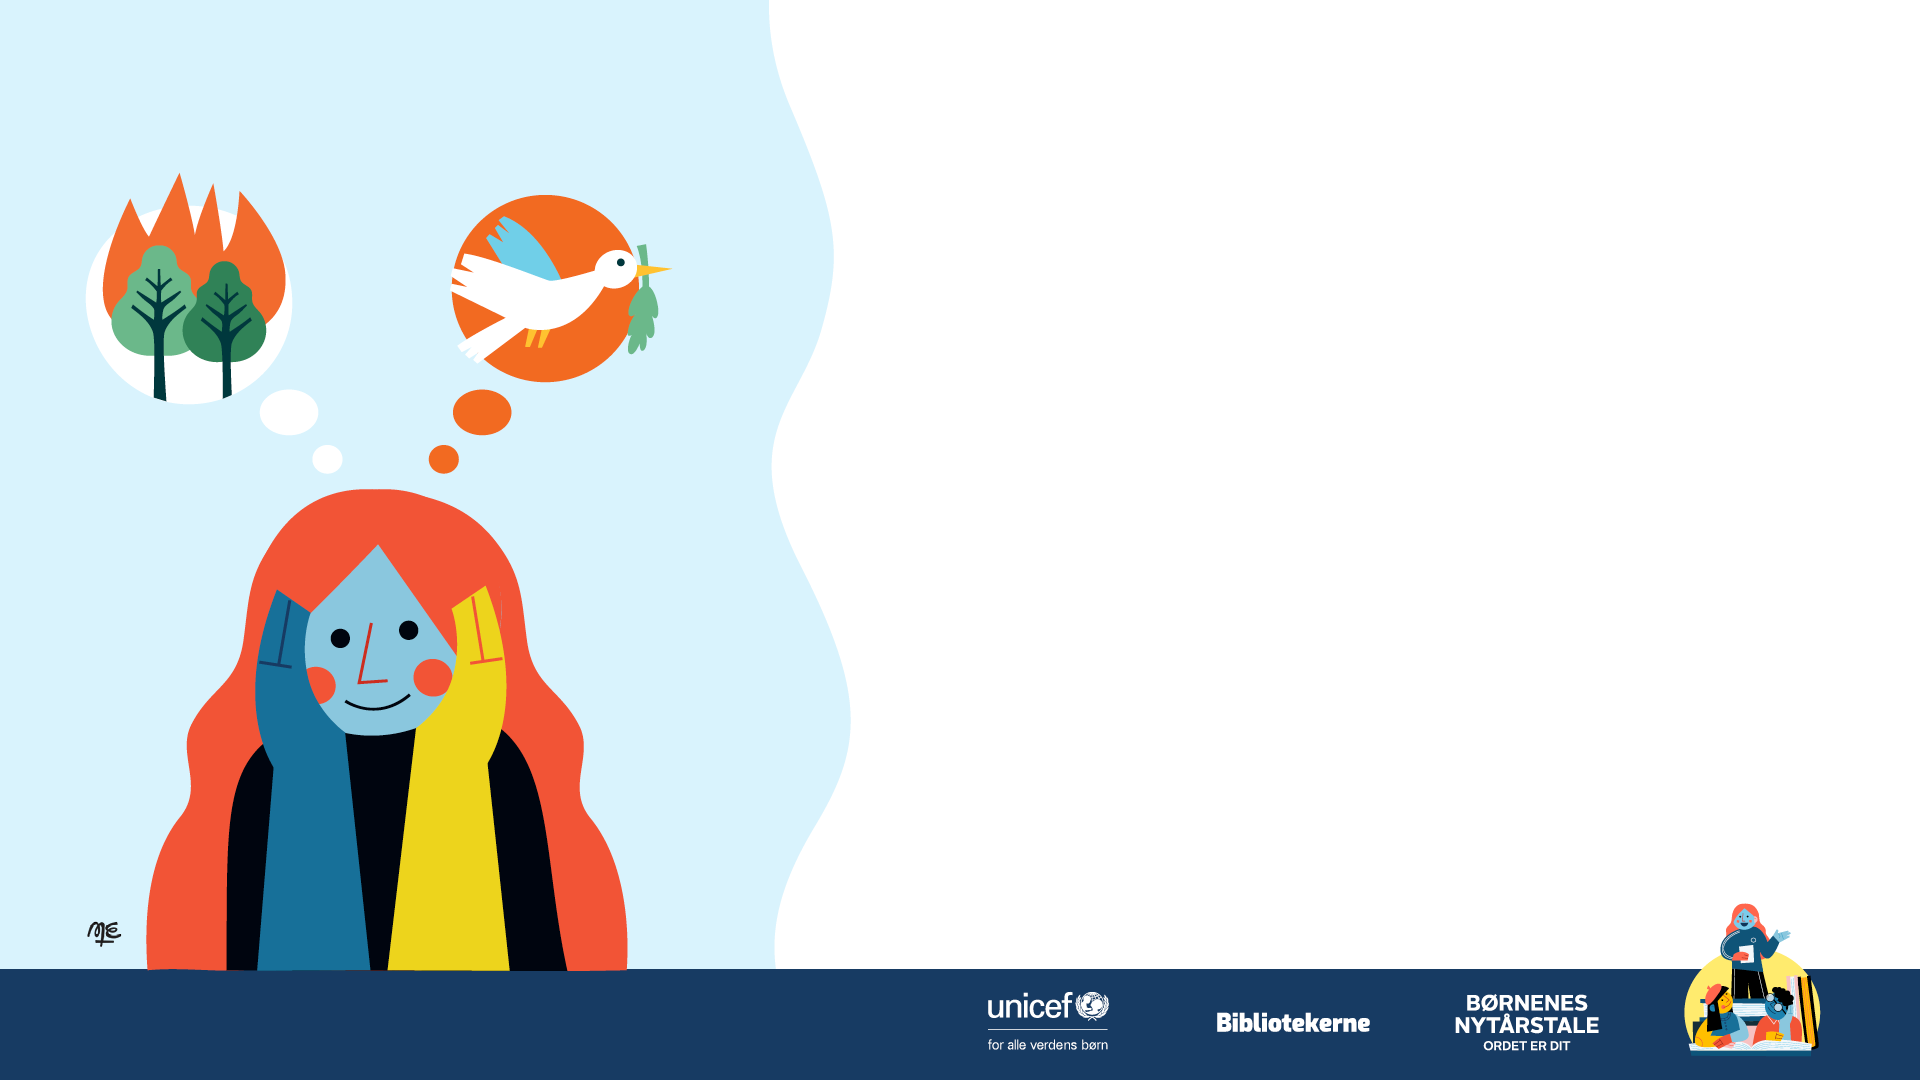 unicef
for alle verdens børn
Bibliotekerne
BØRNENES
NYTÅRSTALE
ORDET ER DIT